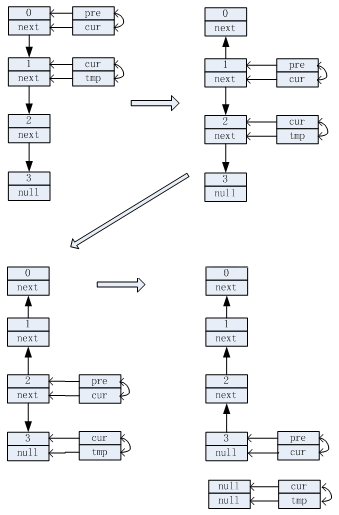 0 pre
next cur
1 cur
next tmp
2
next
3
null
0
next
1 pre
next cur
2 cur
next tmp
3
null
0
next
1
next
2 pre
next cur
3 cur
null tmp
0
next
1
next
2
next
3 pre
null cur
null cur
null tmp